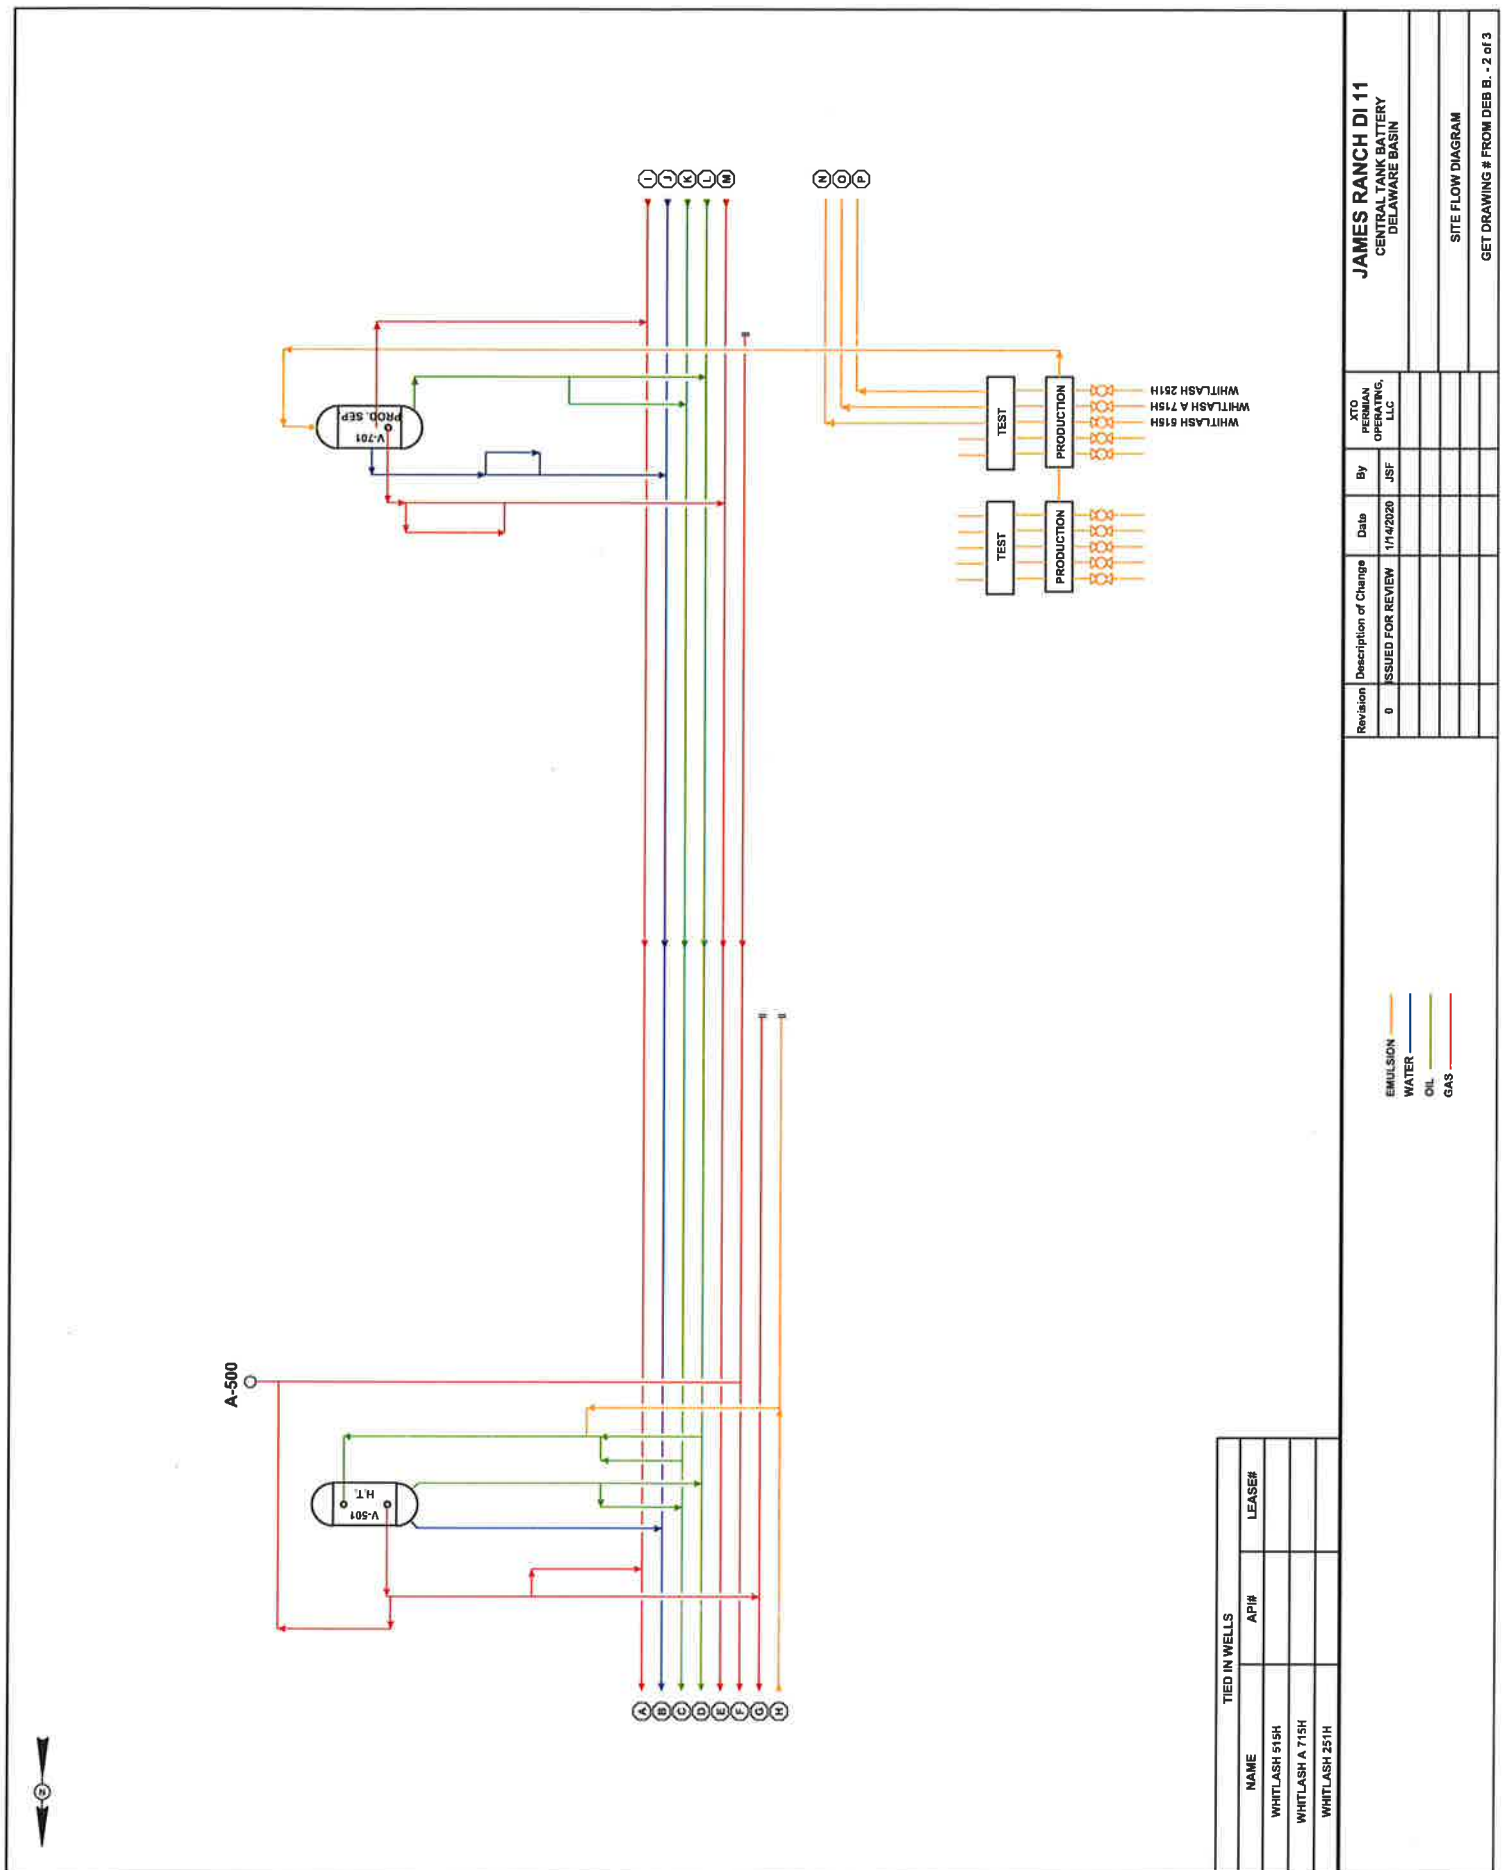 A-500
V-501
H.T.
V-701
PROD. SEP
I
J
K
L
M
N
O
P
A
B
C
D
E
F
G
H
TEST
PRODUCTION
TEST
PRODUCTION
WHITLASH 515H
WHITLASH A 715H
WHITLASH 251H
N
TIED IN WELLS
NAME API# LEASE#
WHITLASH 515H
WHITLASH A 715H
WHITLASH 251H
EMULSION
WATER
OIL
GAS
Revision Description of Change Date By XTO PERMIAN OPERATING, LLC
0 ISSUED FOR REVIEW 1/14/2020 JSF
JAMES RANCH DI 11
CENTRAL TANK BATTERY
DELAWARE BASIN
SITE FLOW DIAGRAM
GET DRAWING # FROM DEB B. - 2 of 3